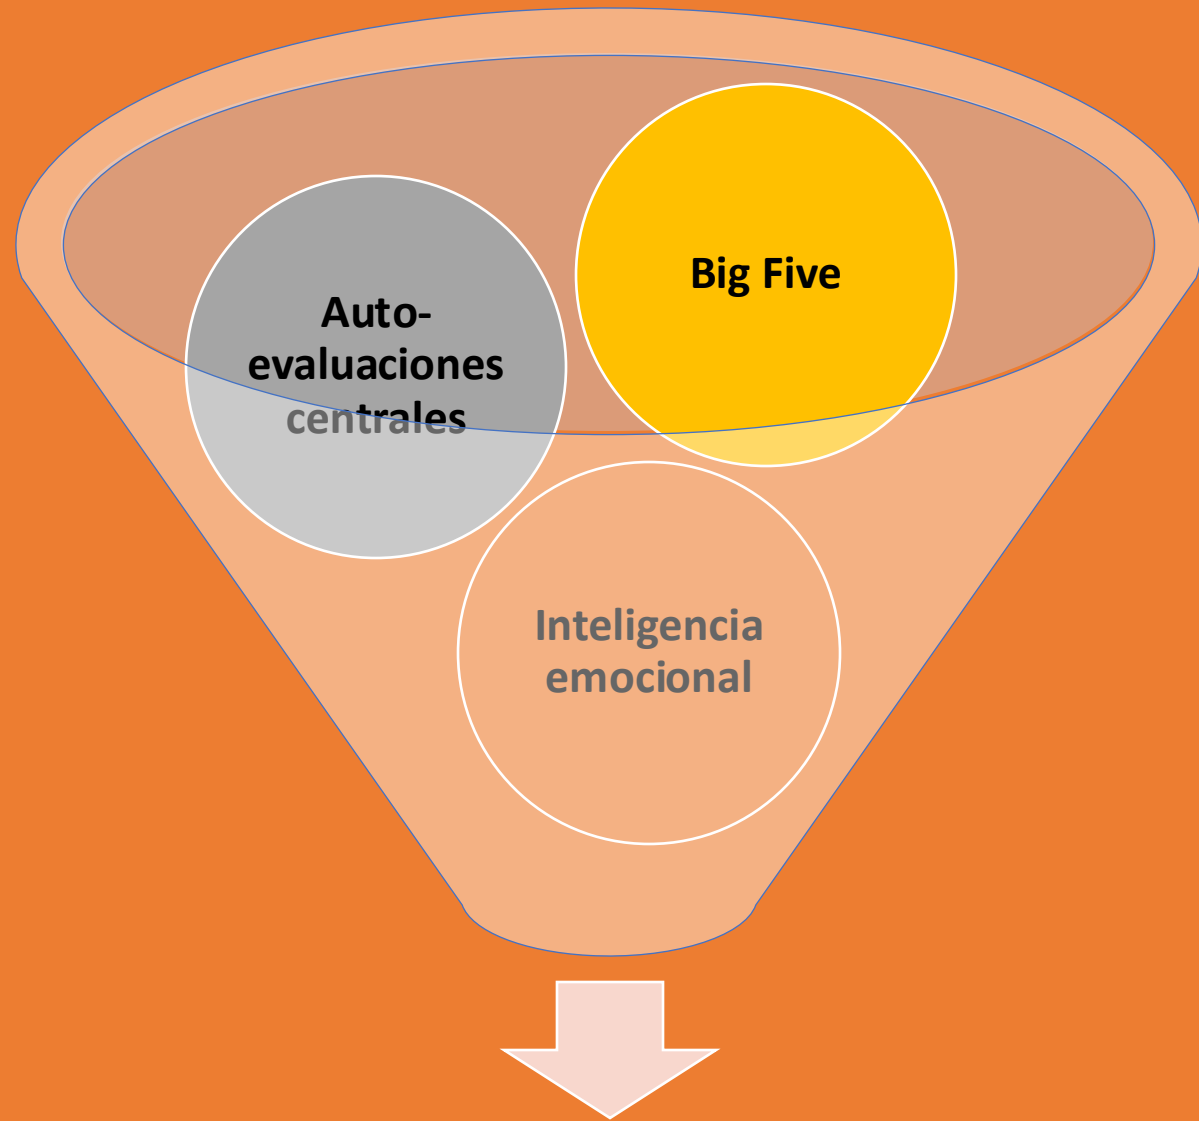 Big Five
Auto-
evaluaciones
centrales
Inteligencia
emocional